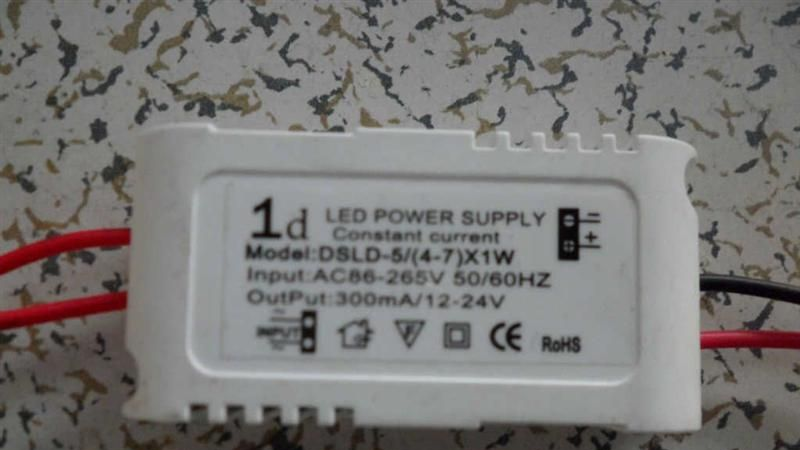 1d
LED POWER SUPPLY
Constant current
Model:DSLD-5/(4-7)X1W
Input:AC86-265V 50/60HZ
OutPut:300mA/12-24V
INPUT
F
CE
RoHS